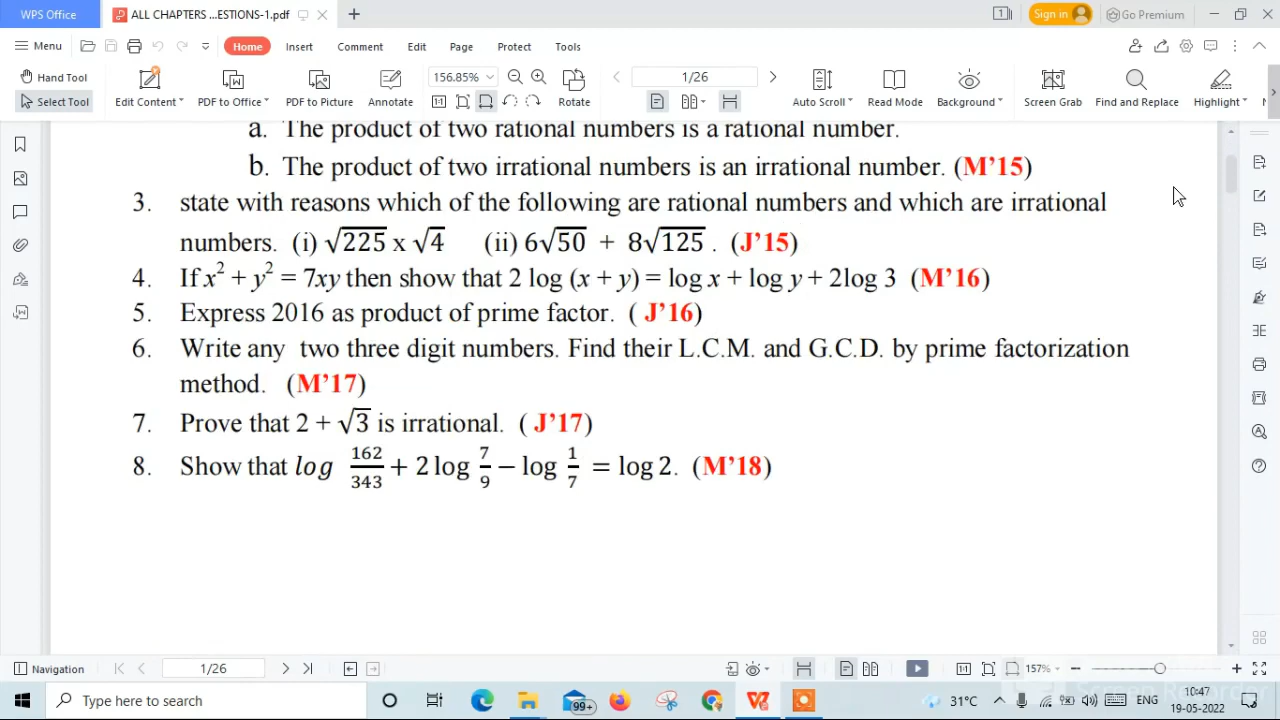 WPS Office
ALL CHAPTERS ...ESTIONS-1.pdf
Sign in
Go Premium
Menu
Home
Insert
Comment
Edit
Page
Protect
Tools
Hand Tool
Select Tool
Edit Content
PDF to Office
PDF to Picture
Annotate
156.85%
1/26
Rotate
Auto Scroll
Read Mode
Background
Screen Grab
Find and Replace
Highlight
a. The product of two rational numbers is a rational number.
b. The product of two irrational numbers is an irrational number. (M’15)
3. state with reasons which of the following are rational numbers and which are irrational
numbers. (i) √225 x √4 (ii) 6√50 + 8√125 . (J’15)
4. If x² + y² = 7xy then show that 2 log (x + y) = log x + log y + 2log 3 (M’16)
5. Express 2016 as product of prime factor. ( J’16)
6. Write any two three digit numbers. Find their L.C.M. and G.C.D. by prime factorization
method. (M’17)
7. Prove that 2 + √3 is irrational. ( J’17)
8. Show that log 162/343 + 2 log 7/9 − log 1/7 = log 2. (M’18)
Navigation
1/26
157%
Type here to search
99+
31°C
ENG
10:47
19-05-2022